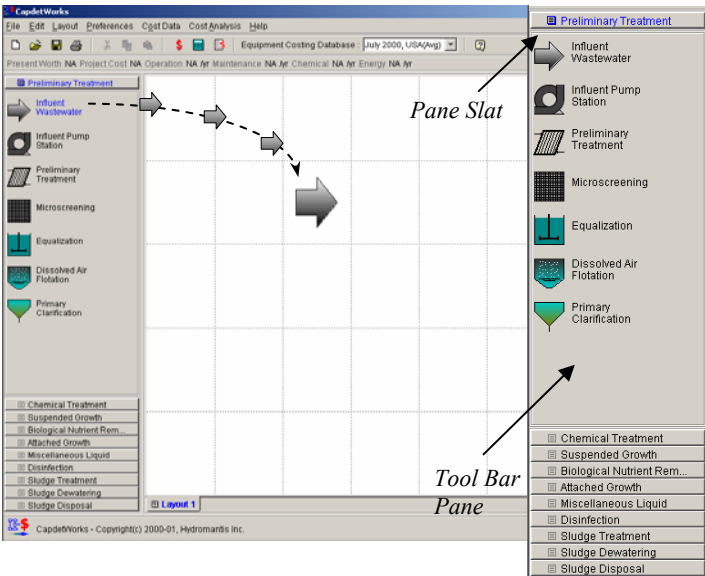 CapdetWorks
File Edit Layout Preferences Cost Data Cost Analysis Help
Equipment Costing Database : July 2000, USA(Avg)
Present Worth NA Project Cost NA Operation NA /yr Maintenance NA /yr Chemical NA /yr Energy NA /yr
Preliminary Treatment
Influent
Wastewater
Influent Pump
Station
Preliminary
Treatment
Microscreening
Equalization
Dissolved Air
Flotation
Primary
Clarification
Chemical Treatment
Suspended Growth
Biological Nutrient Rem...
Attached Growth
Miscellaneous Liquid
Disinfection
Sludge Treatment
Sludge Dewatering
Sludge Disposal
Layout 1
CapdetWorks - Copyright(c) 2000-01, Hydromantis Inc.
Preliminary Treatment
Influent
Wastewater
Pane Slat
Influent Pump
Station
Preliminary
Treatment
Microscreening
Equalization
Dissolved Air
Flotation
Primary
Clarification
Tool Bar
Pane
Chemical Treatment
Suspended Growth
Biological Nutrient Rem...
Attached Growth
Miscellaneous Liquid
Disinfection
Sludge Treatment
Sludge Dewatering
Sludge Disposal